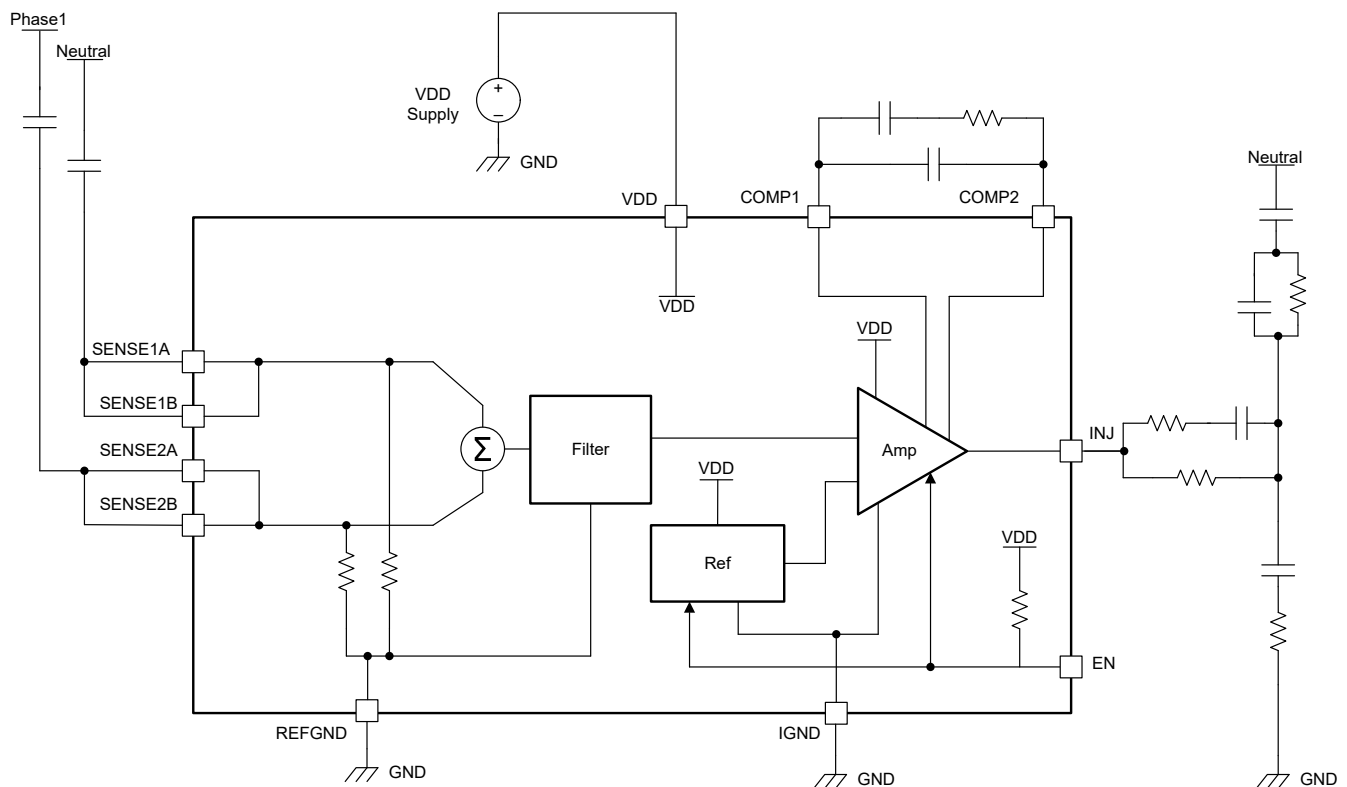 Phase1
Neutral
VDD
Supply
+
–
GND
VDD
COMP1
COMP2
Neutral
VDD
VDD
SENSE1A
SENSE1B
SENSE2A
SENSE2B
Σ
Filter
Amp
INJ
VDD
Ref
VDD
EN
REFGND
IGND
GND
GND
GND